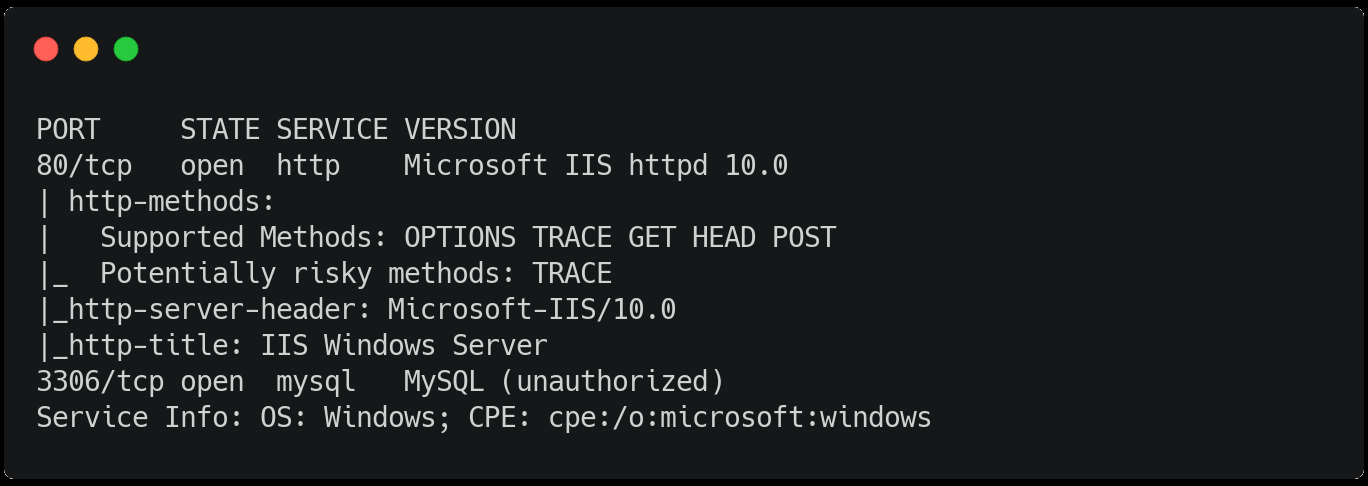 PORT     STATE SERVICE VERSION
80/tcp   open  http    Microsoft IIS httpd 10.0
| http-methods:
|   Supported Methods: OPTIONS TRACE GET HEAD POST
|_  Potentially risky methods: TRACE
|_http-server-header: Microsoft-IIS/10.0
|_http-title: IIS Windows Server
3306/tcp open  mysql   MySQL (unauthorized)
Service Info: OS: Windows; CPE: cpe:/o:microsoft:windows